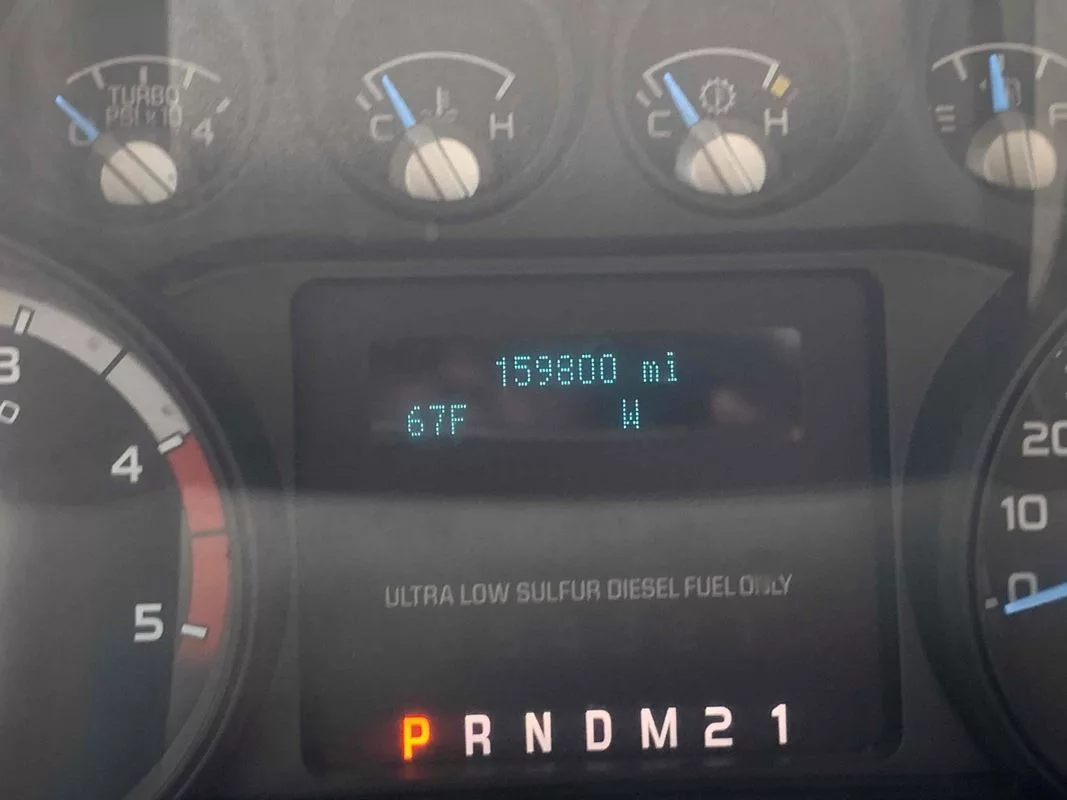 TURBO
PSI x 10
0 4
C H
C H
E F
159800 mi
67F W
3
4
5
20
10
0
ULTRA LOW SULFUR DIESEL FUEL ONLY
P R N D M 2 1